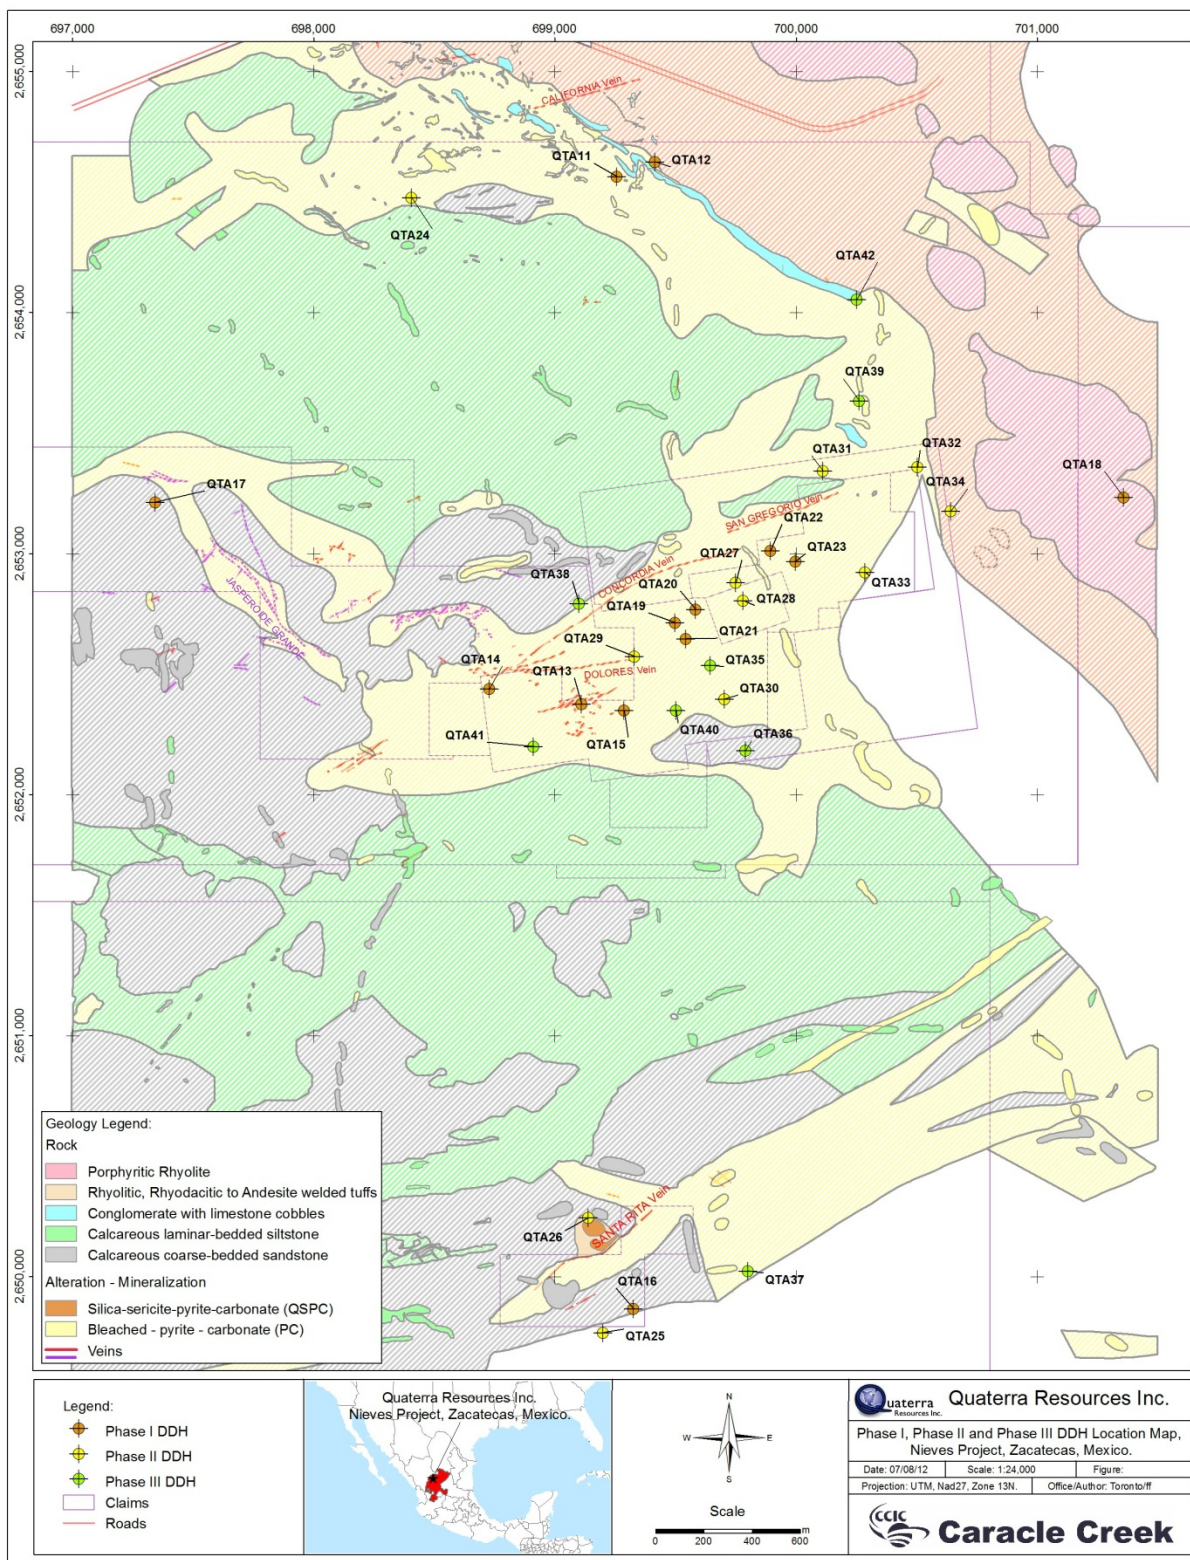 697,000 698,000 699,000 700,000 701,000
2,655,000
2,654,000
2,653,000
2,652,000
2,651,000
2,650,000
CALIFORNIA Vein
QTA11
QTA12
QTA24
QTA42
QTA39
QTA31
QTA32
QTA34
QTA18
QTA17
SAN GREGORIO Vein
QTA22
QTA23
QTA27
QTA33
CONCORDIA Vein
QTA38
QTA20
QTA28
QTA19
QTA21
JASPEROIDE GRANDE
QTA29
QTA35
QTA14
QTA13
DOLORES Vein
QTA30
QTA41
QTA15
QTA40
QTA36
SANTA RITA Vein
QTA26
QTA16
QTA37
QTA25
Geology Legend:
Rock
Porphyritic Rhyolite
Rhyolitic, Rhyodacitic to Andesite welded tuffs
Conglomerate with limestone cobbles
Calcareous laminar-bedded siltstone
Calcareous coarse-bedded sandstone
Alteration - Mineralization
Silica-sericite-pyrite-carbonate (QSPC)
Bleached - pyrite - carbonate (PC)
Veins
Legend:
Phase I DDH
Phase II DDH
Phase III DDH
Claims
Roads
Quaterra Resources Inc.
Nieves Project, Zacatecas, Mexico.
N
W E
S
Scale
0 200 400 600 m
Quaterra
Resources Inc.
Quaterra Resources Inc.
Phase I, Phase II and Phase III DDH Location Map,
Nieves Project, Zacatecas, Mexico.
Date: 07/08/12 Scale: 1:24,000 Figure:
Projection: UTM, Nad27, Zone 13N. Office/Author: Toronto/ff
CCIC
Caracle Creek